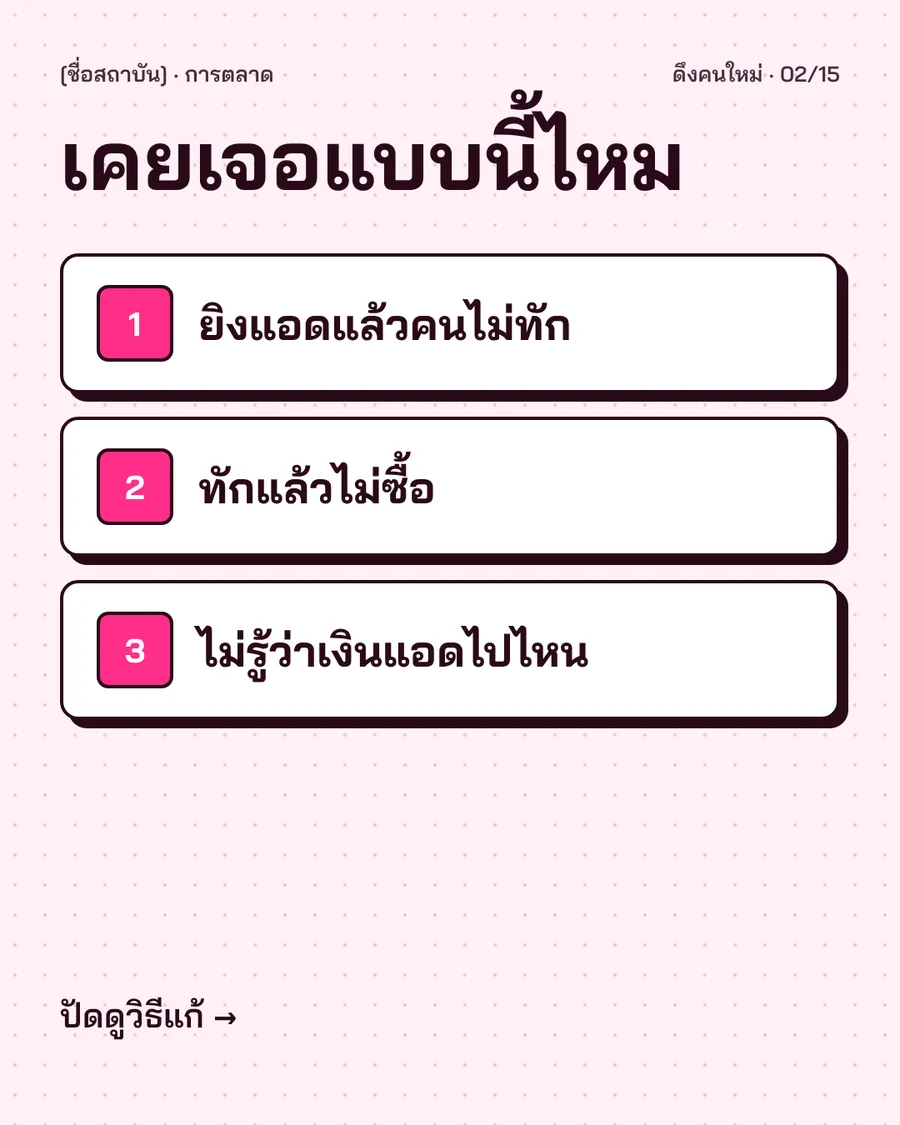 (ชื่อสถาบัน) · การตลาด
ดึงคนใหม่ · 02/15
เคยเจอแบบนี้ไหม
1 ยิงแอดแล้วคนไม่ทัก
2 ทักแล้วไม่ซื้อ
3 ไม่รู้ว่าเงินแอดไปไหน
ปัดดูวิธีแก้ →